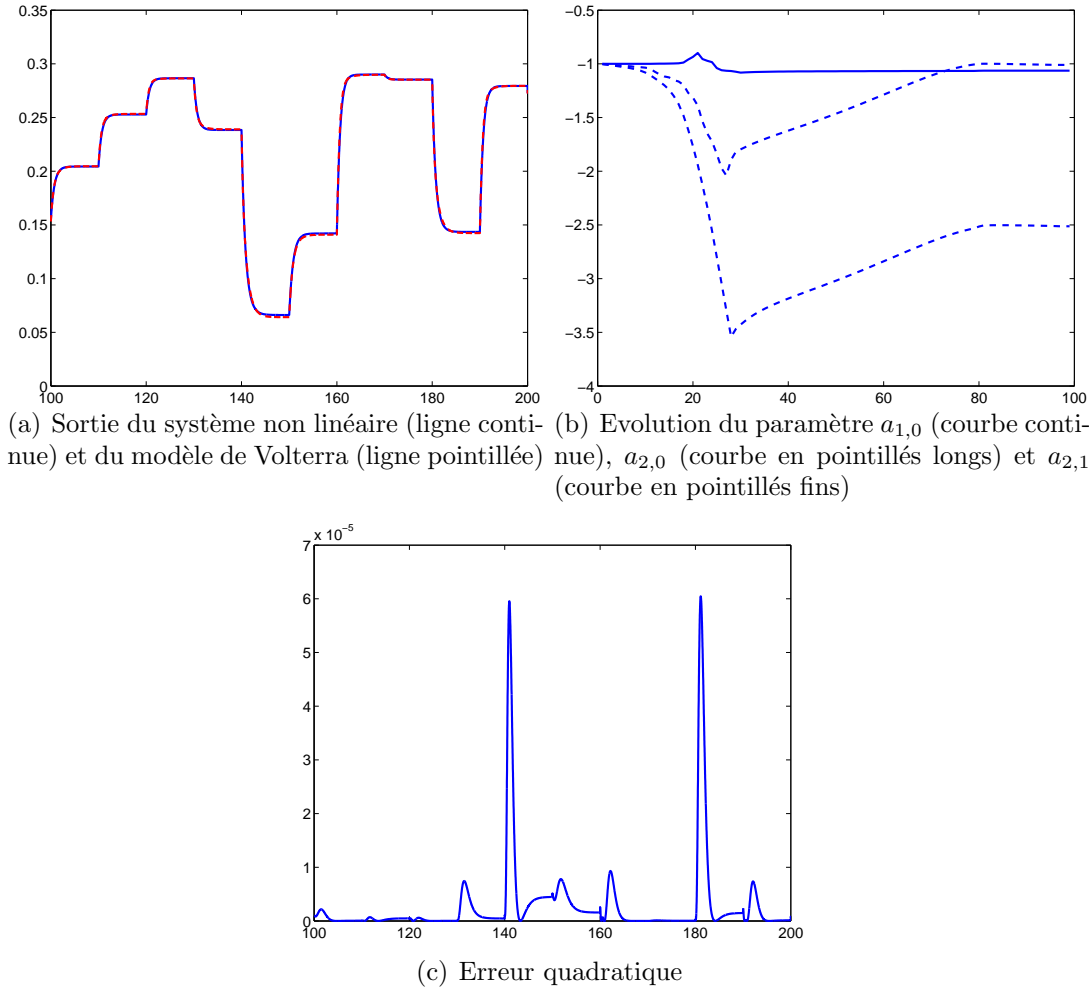 0.35
0.3
0.25
0.2
0.15
0.1
0.05
0
100 120 140 160 180 200
(a) Sortie du système non linéaire (ligne conti-
nue) et du modèle de Volterra (ligne pointillée)
-0.5
-1
-1.5
-2
-2.5
-3
-3.5
-4
0 20 40 60 80 100
(b) Evolution du paramètre a1,0 (courbe conti-
nue), a2,0 (courbe en pointillés longs) et a2,1
(courbe en pointillés fins)
x 10-5
7
6
5
4
3
2
1
0
100 120 140 160 180 200
(c) Erreur quadratique